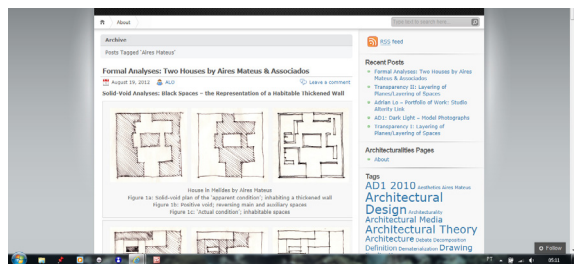 About
Type text to search here...
Archive
Posts Tagged 'Aires Mateus'
Formal Analyses: Two Houses by Aires Mateus & Associados
August 19, 2012 ALO Leave a comment
Solid-Void Analyses: Black Spaces – the Representation of a Habitable Thickened Wall
House in Melides by Aires Mateus
Figure 1a: Solid-void plan of the 'apparent condition'; inhabiting a thickened wall
Figure 1b: Positive void; reversing main and auxiliary spaces
Figure 1c: 'Actual condition'; inhabitable spaces
RSS feed
Recent Posts
Formal Analyses: Two Houses by Aires
Mateus & Associados
Transparency II: Layering of
Planes/Layering of Spaces
Adrian Lo – Portfolio of Work: Studio
Alterity Link
AD1: Dark Light – Model Photographs
Transparency I: Layering of
Planes/Layering of Spaces
Architecturalities Pages
About
Tags
AD1 2010 Aesthetics Aires Mateus
Architectural
Design Architecturality
Architectural Media
Architectural Theory
Architecture Debate Decomposition
Definition Dematerialization Drawing
Follow
PT 05:11